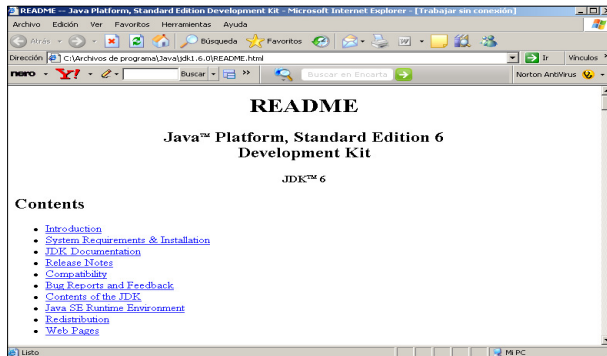 README -- Java Platform, Standard Edition Development Kit - Microsoft Internet Explorer - [Trabajar sin conexión]
Archivo Edición Ver Favoritos Herramientas Ayuda
Atrás Búsqueda Favoritos
Dirección C:\Archivos de programa\Java\jdk1.6.0\README.html Ir Vínculos »
nero Y! Buscar » Buscar en Encarta Norton AntiVirus
README
Java™ Platform, Standard Edition 6
Development Kit
JDK™ 6
Contents
Introduction
System Requirements & Installation
JDK Documentation
Release Notes
Compatibility
Bug Reports and Feedback
Contents of the JDK
Java SE Runtime Environment
Redistribution
Web Pages
Listo Mi PC